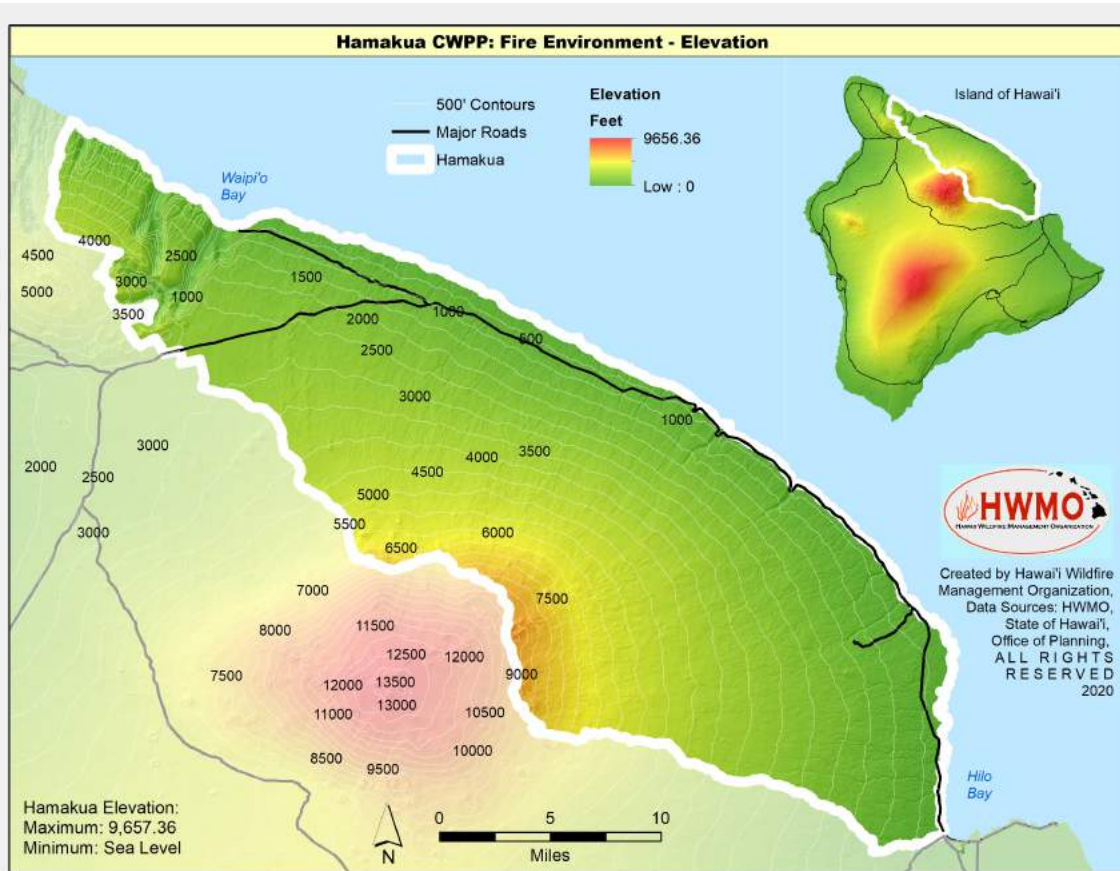 Hamakua CWPP: Fire Environment - Elevation
500' Contours
Major Roads
Hamakua
Elevation
Feet
9656.36
Low : 0
Island of Hawai'i
Waipi'o
Bay
4500
4000
2500
5000
3000
1000
3500
1500
1000
2000
500
2500
3000
1000
3000
3500
4000
4500
2000
2500
5000
3000
5500
6000
6500
7000
7500
8000
11500
12500
12000
7500
9000
12000
13500
13000
11000
10500
10000
8500
9500
HWMO
HAWAII WILDFIRE MANAGEMENT ORGANIZATION
Created by Hawai'i Wildfire
Management Organization,
Data Sources: HWMO,
State of Hawai'i,
Office of Planning,
ALL RIGHTS
RESERVED
2020
Hilo
Bay
Hamakua Elevation:
Maximum: 9,657.36
Minimum: Sea Level
N
0 5 10
Miles